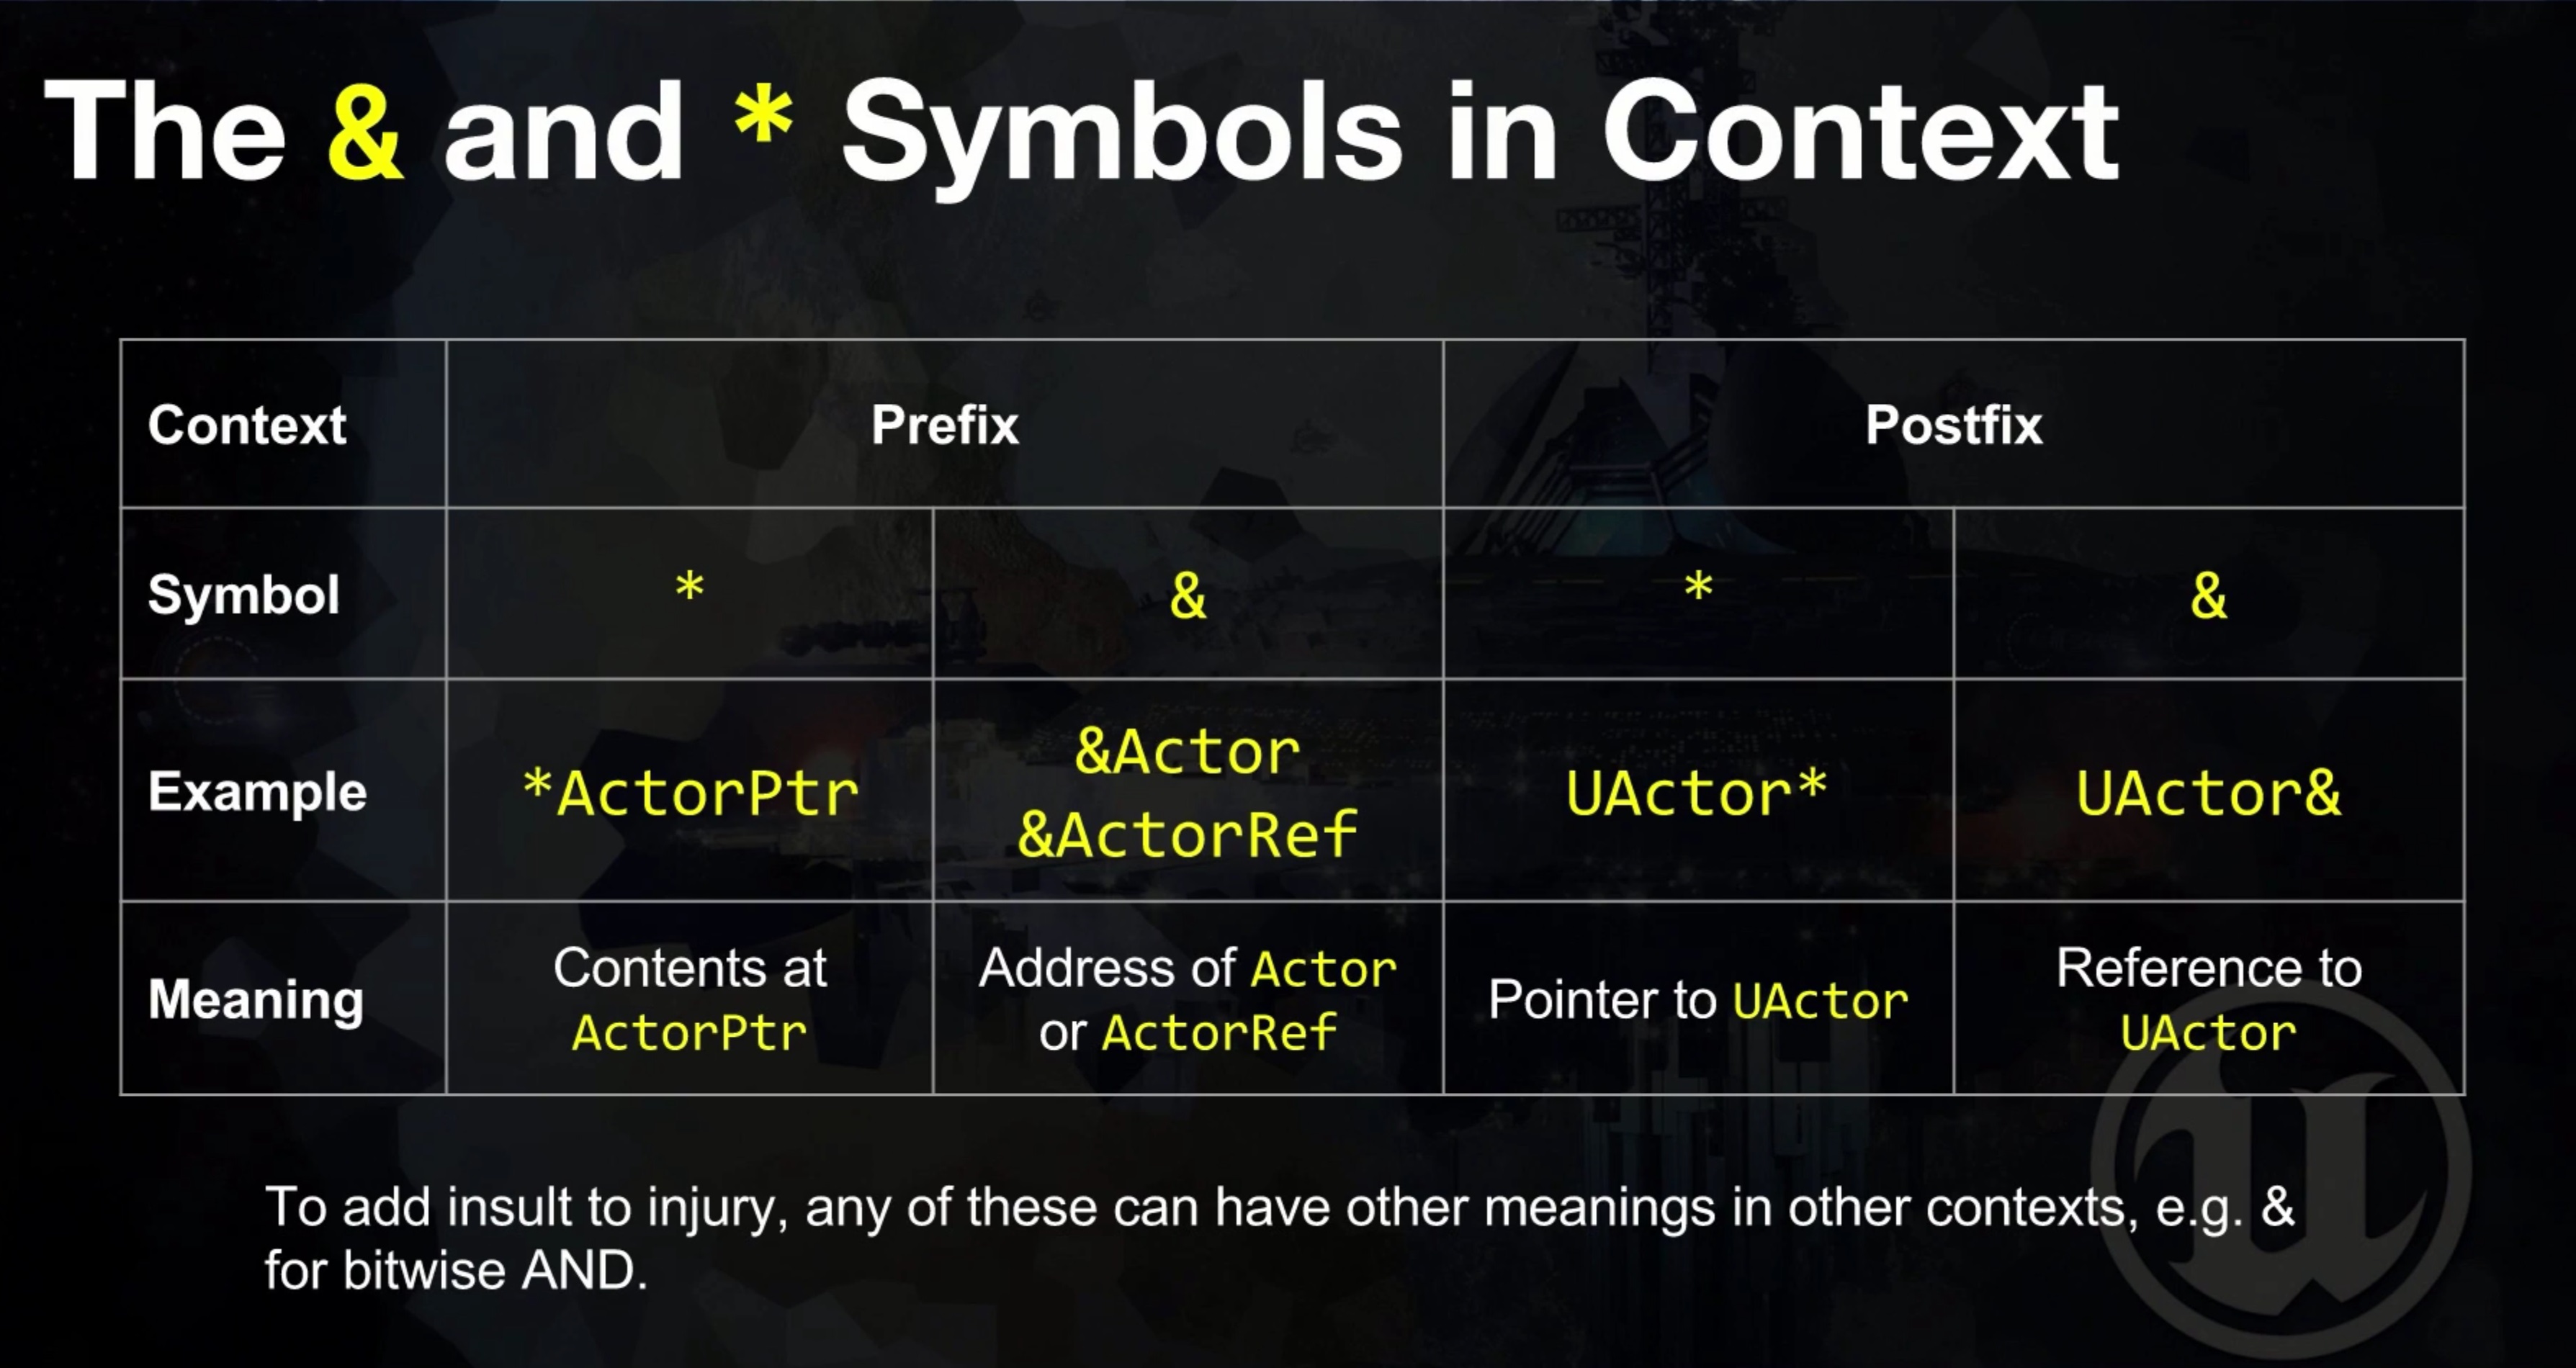 The & and * Symbols in Context
Context Prefix Postfix
Symbol * & * &
Example *ActorPtr &Actor &ActorRef UActor* UActor&
Meaning Contents at ActorPtr Address of Actor or ActorRef Pointer to UActor Reference to UActor
To add insult to injury, any of these can have other meanings in other contexts, e.g. &
for bitwise AND.